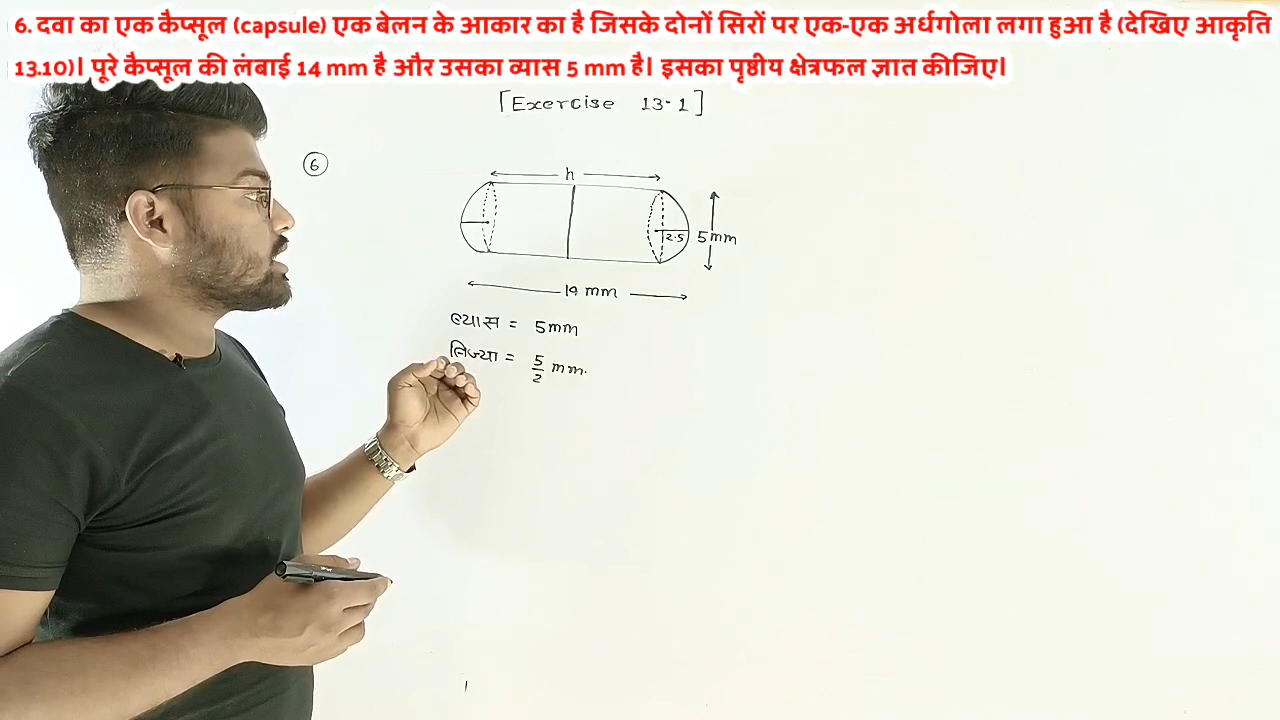 6. दवा का एक कैप्सूल (capsule) एक बेलन के आकार का है जिसके दोनों सिरों पर एक-एक अर्धगोला लगा हुआ है (देखिए आकृति
13.10)। पूरे कैप्सूल की लंबाई 14 mm है और उसका व्यास 5 mm है। इसका पृष्ठीय क्षेत्रफल ज्ञात कीजिए।
[Exercise 13.1]
6
h
2.5 5mm
14 mm
व्यास = 5mm
त्रिज्या = 5/2 mm.